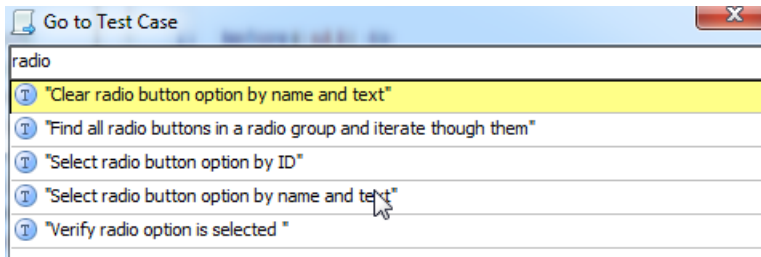 Go to Test Case
radio
T "Clear radio button option by name and text"
T "Find all radio buttons in a radio group and iterate though them"
T "Select radio button option by ID"
T "Select radio button option by name and text"
T "Verify radio option is selected "